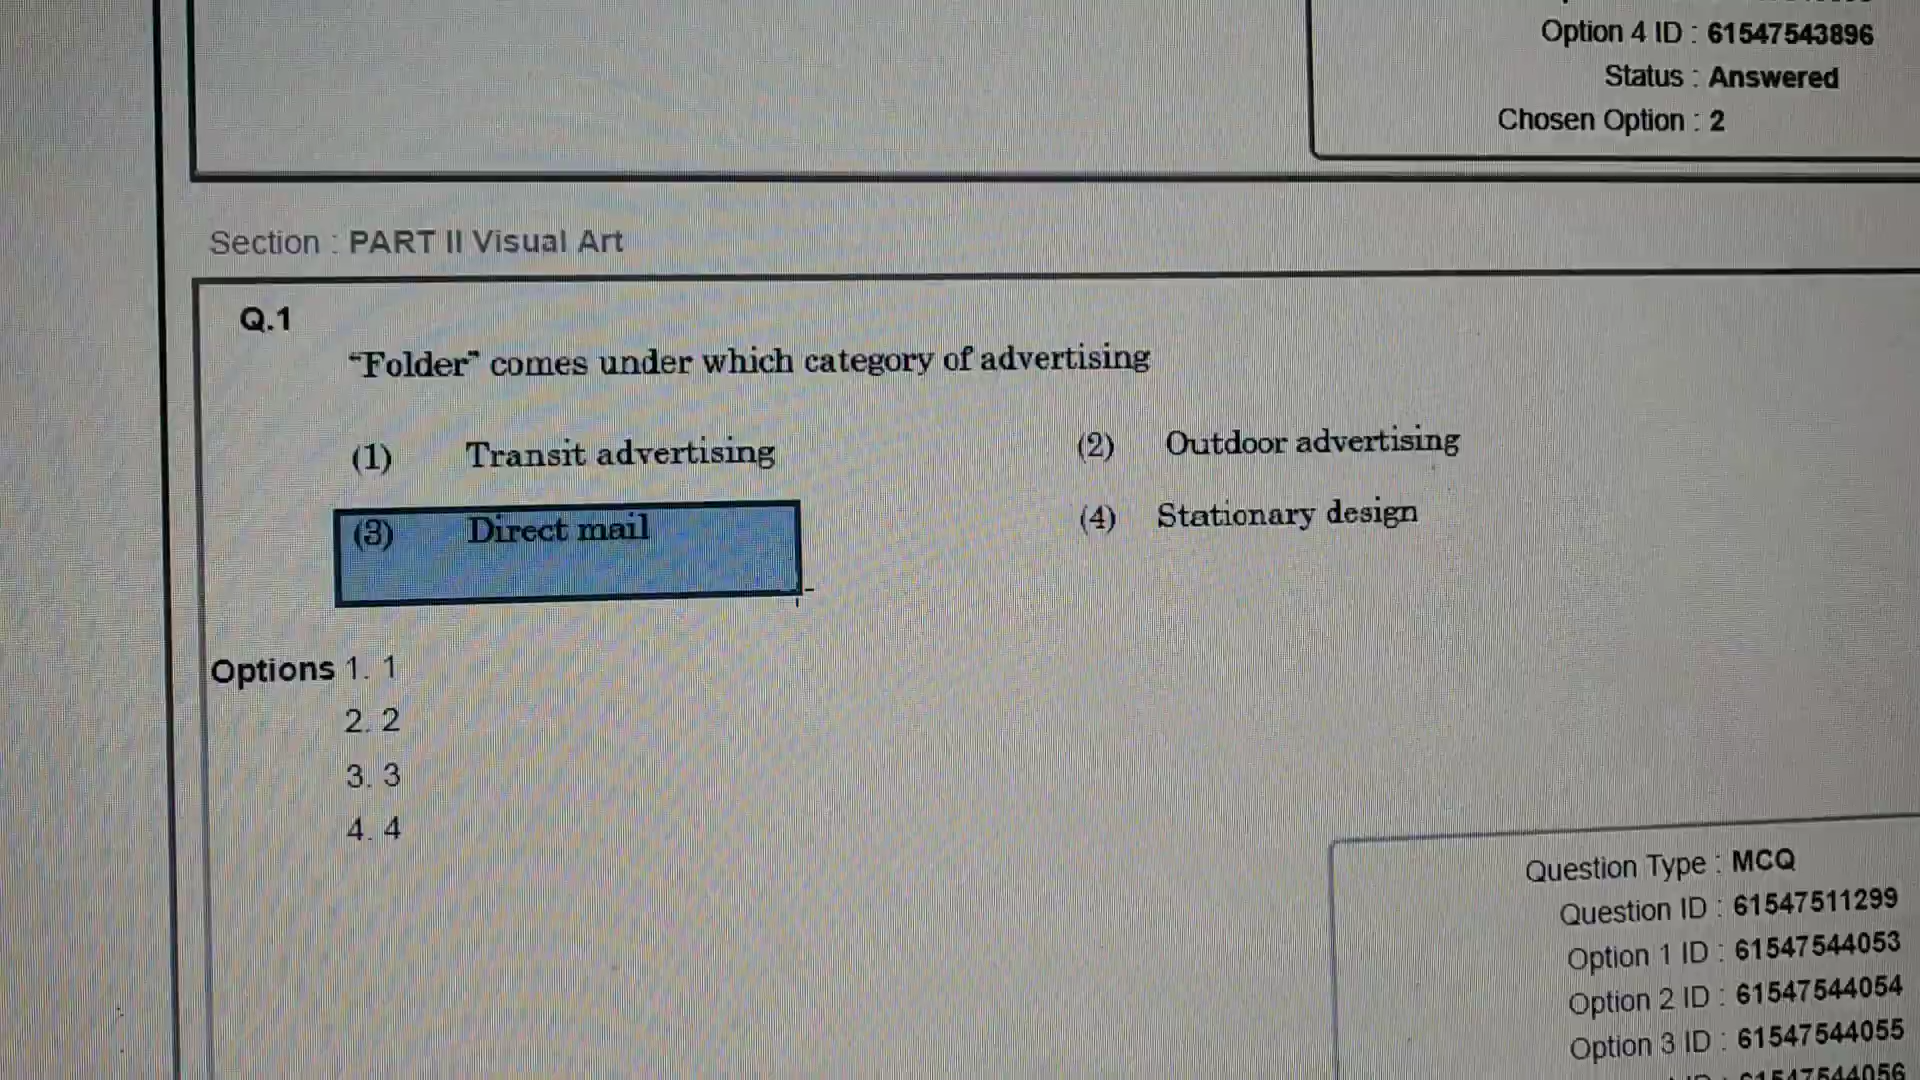 Option 4 ID : 61547543896
Status : Answered
Chosen Option : 2
Section : PART II Visual Art
Q.1
"Folder" comes under which category of advertising
(1) Transit advertising (2) Outdoor advertising
(3) Direct mail (4) Stationary design
Options 1. 1
2. 2
3. 3
4. 4
Question Type : MCQ
Question ID : 61547511299
Option 1 ID : 61547544053
Option 2 ID : 61547544054
Option 3 ID : 61547544055